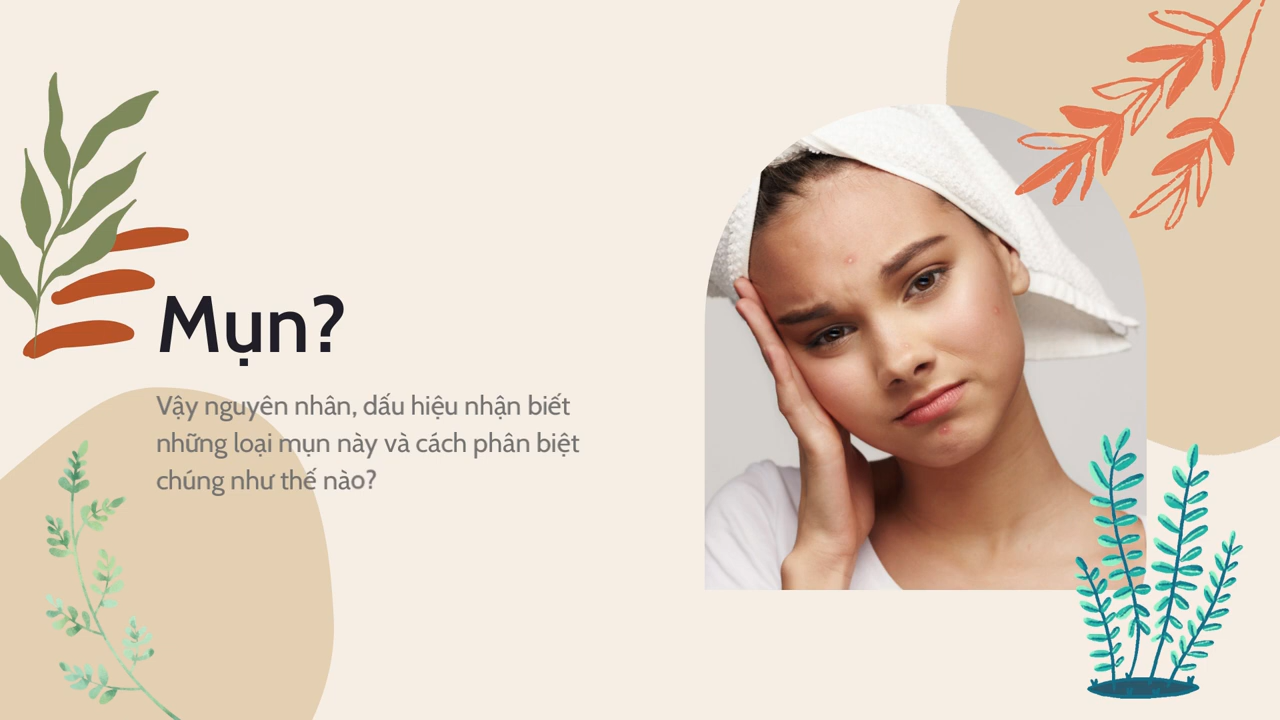 Mụn?
Vậy nguyên nhân, dấu hiệu nhận biết
những loại mụn này và cách phân biệt
chúng như thế nào?